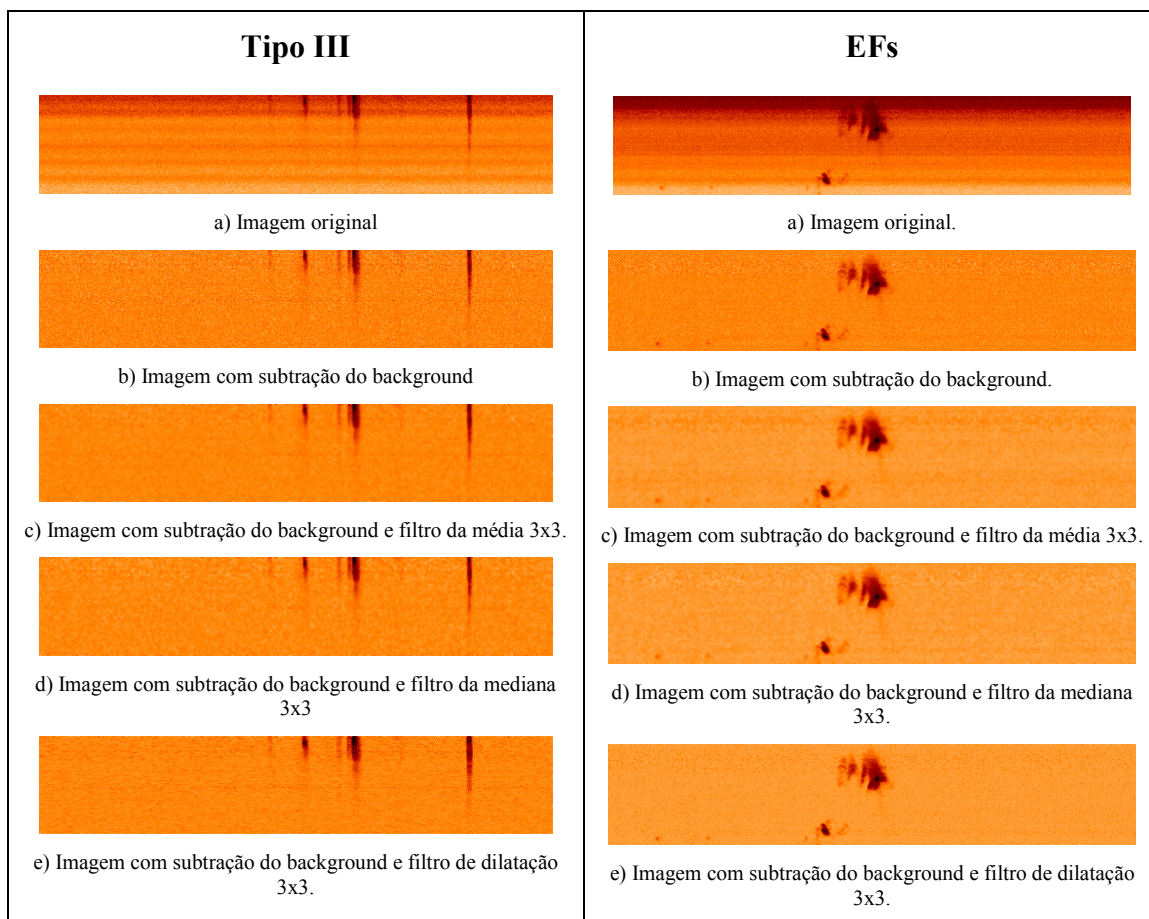 Tipo III
a) Imagem original
b) Imagem com subtração do background
c) Imagem com subtração do background e filtro da média 3x3.
d) Imagem com subtração do background e filtro da mediana
3x3
e) Imagem com subtração do background e filtro de dilatação
3x3.
EFs
a) Imagem original.
b) Imagem com subtração do background.
c) Imagem com subtração do background e filtro da média 3x3.
d) Imagem com subtração do background e filtro da mediana
3x3.
e) Imagem com subtração do background e filtro de dilatação
3x3.